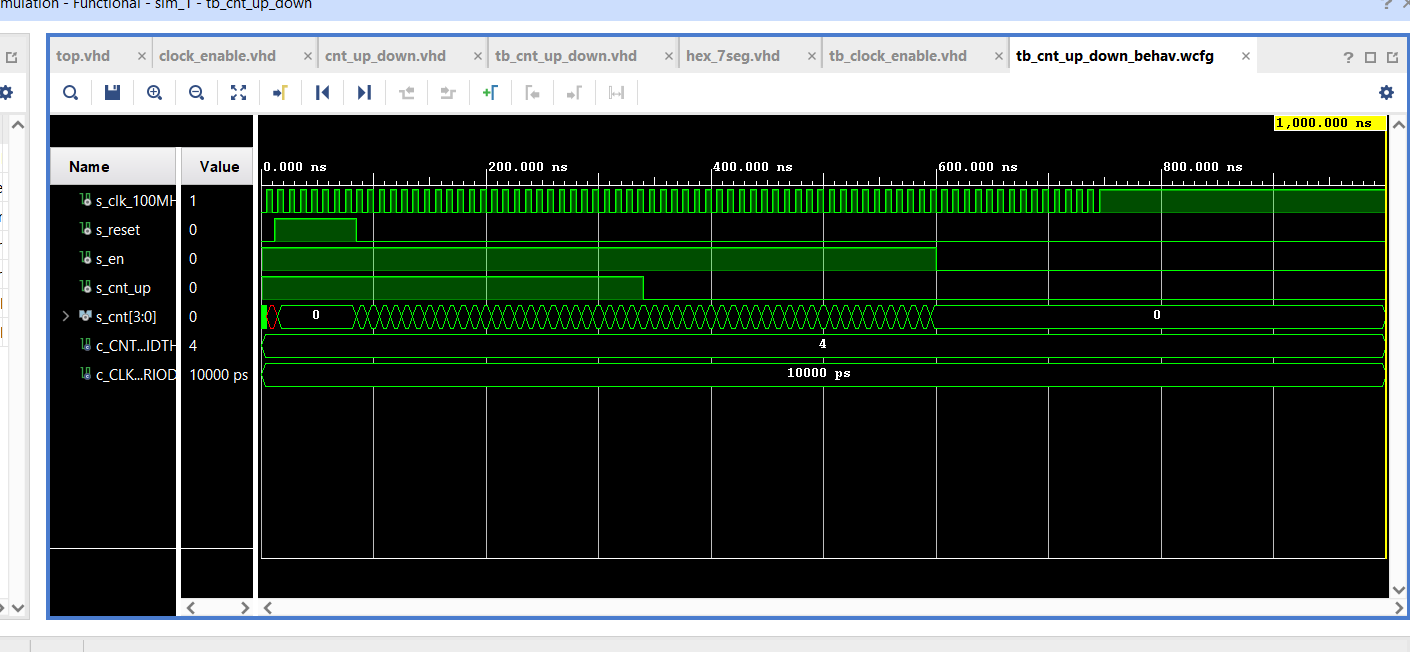 mulation - Functional - sim_1 - tb_cnt_up_down
top.vhd clock_enable.vhd cnt_up_down.vhd tb_cnt_up_down.vhd hex_7seg.vhd tb_clock_enable.vhd tb_cnt_up_down_behav.wcfg
1,000.000 ns
Name Value
0.000 ns 200.000 ns 400.000 ns 600.000 ns 800.000 ns
s_clk_100MH 1
s_reset 0
s_en 0
s_cnt_up 0
s_cnt[3:0] 0 0 0
c_CNT...IDTH 4 4
c_CLK...RIOD 10000 ps 10000 ps